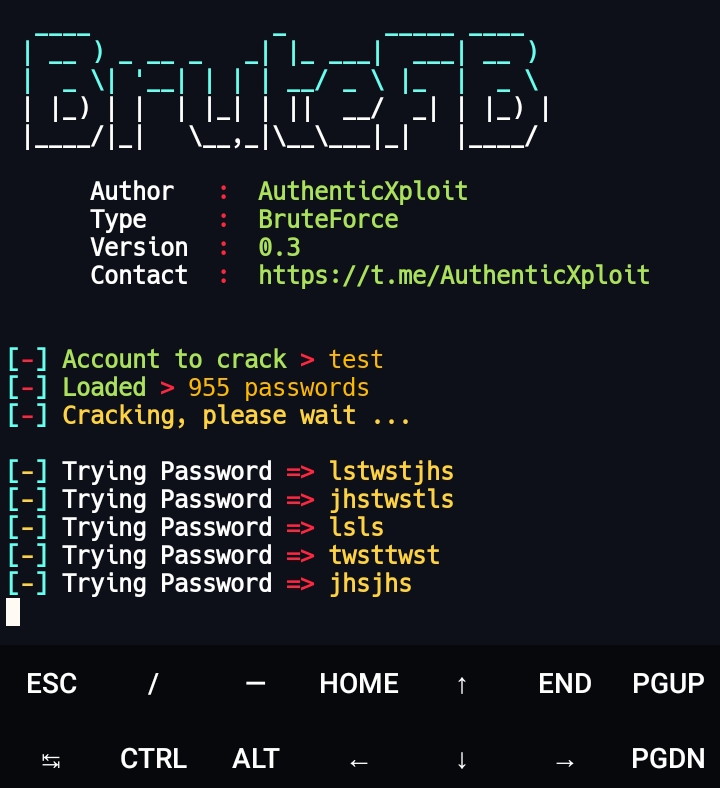 BruteFB
Author : AuthenticXploit
Type : BruteForce
Version : 0.3
Contact : https://t.me/AuthenticXploit
[-] Account to crack > test
[-] Loaded > 955 passwords
[-] Cracking, please wait ...
[-] Trying Password => lstwstjhs
[-] Trying Password => jhstwstls
[-] Trying Password => lsls
[-] Trying Password => twsttwst
[-] Trying Password => jhsjhs
ESC / — HOME ↑ END PGUP
↹ CTRL ALT ← ↓ → PGDN